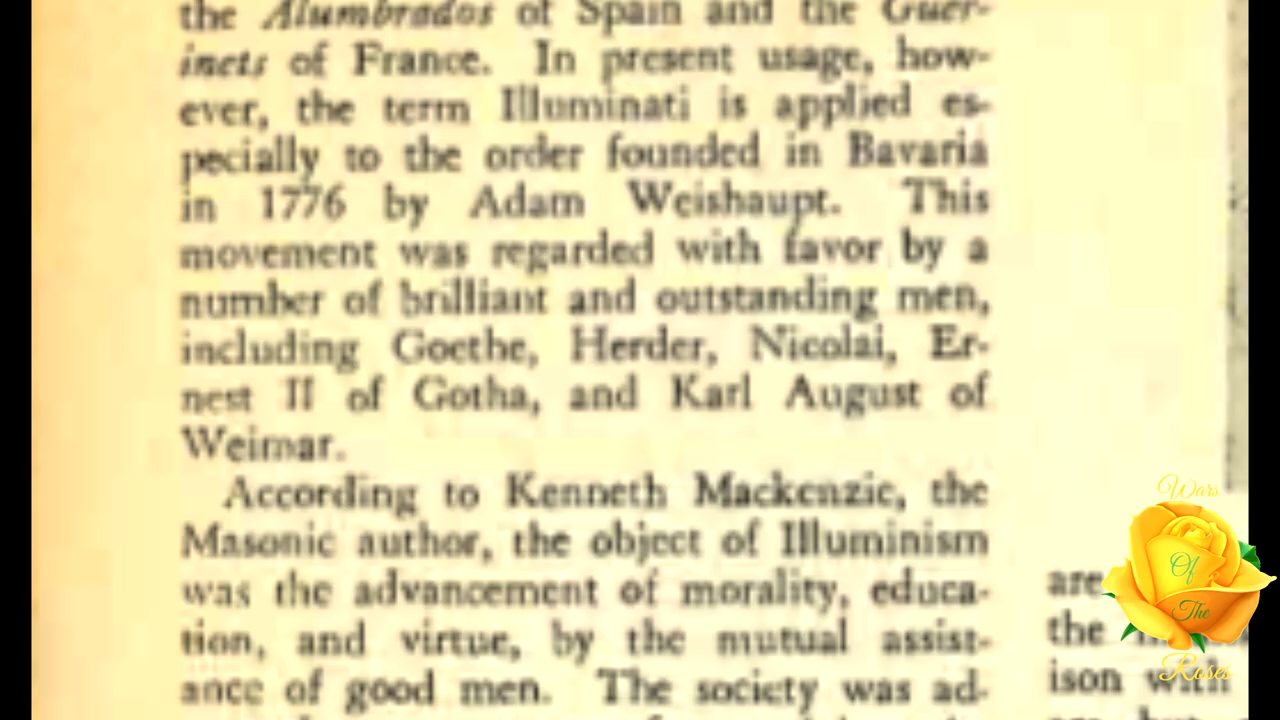 the Alumbrados of Spain and the Guer-
inets of France. In present usage, how-
ever, the term Illuminati is applied es-
pecially to the order founded in Bavaria
in 1776 by Adam Weishaupt. This
movement was regarded with favor by a
number of brilliant and outstanding men,
including Goethe, Herder, Nicolai, Er-
nest II of Gotha, and Karl August of
Weimar.
According to Kenneth Mackenzie, the
Masonic author, the object of Illuminism
was the advancement of morality, educa-
tion, and virtue, by the mutual assist-
ance of good men. The society was ad-
are
the
ison with
Wars
Of
The
Roses